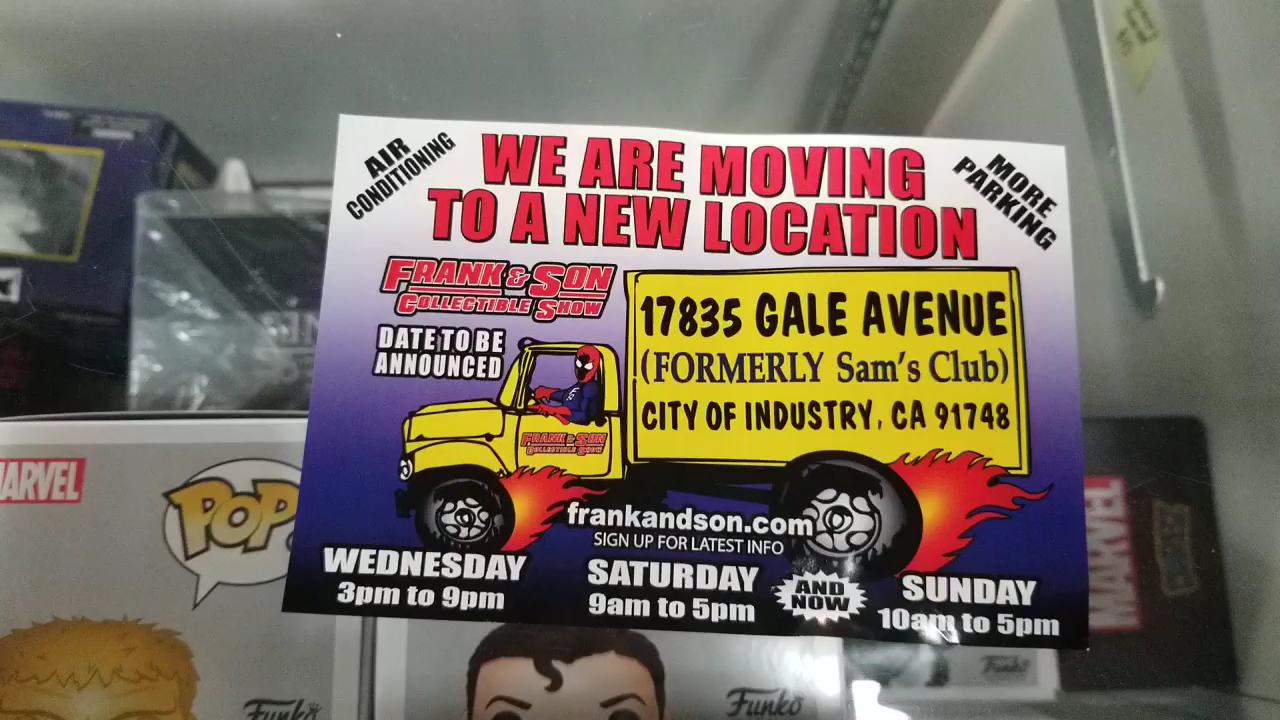 AIR
CONDITIONING
WE ARE MOVING
TO A NEW LOCATION
MORE
PARKING
FRANK & SON
COLLECTIBLE SHOW
DATE TO BE
ANNOUNCED
17835 GALE AVENUE
(FORMERLY Sam's Club)
CITY OF INDUSTRY, CA 91748
FRANK & SON
COLLECTIBLE SHOW
frankandson.com
SIGN UP FOR LATEST INFO
WEDNESDAY
3pm to 9pm
SATURDAY
9am to 5pm
AND
NOW
SUNDAY
10am to 5pm
MARVEL
POP
Funko
Funko
MARVEL
Funko